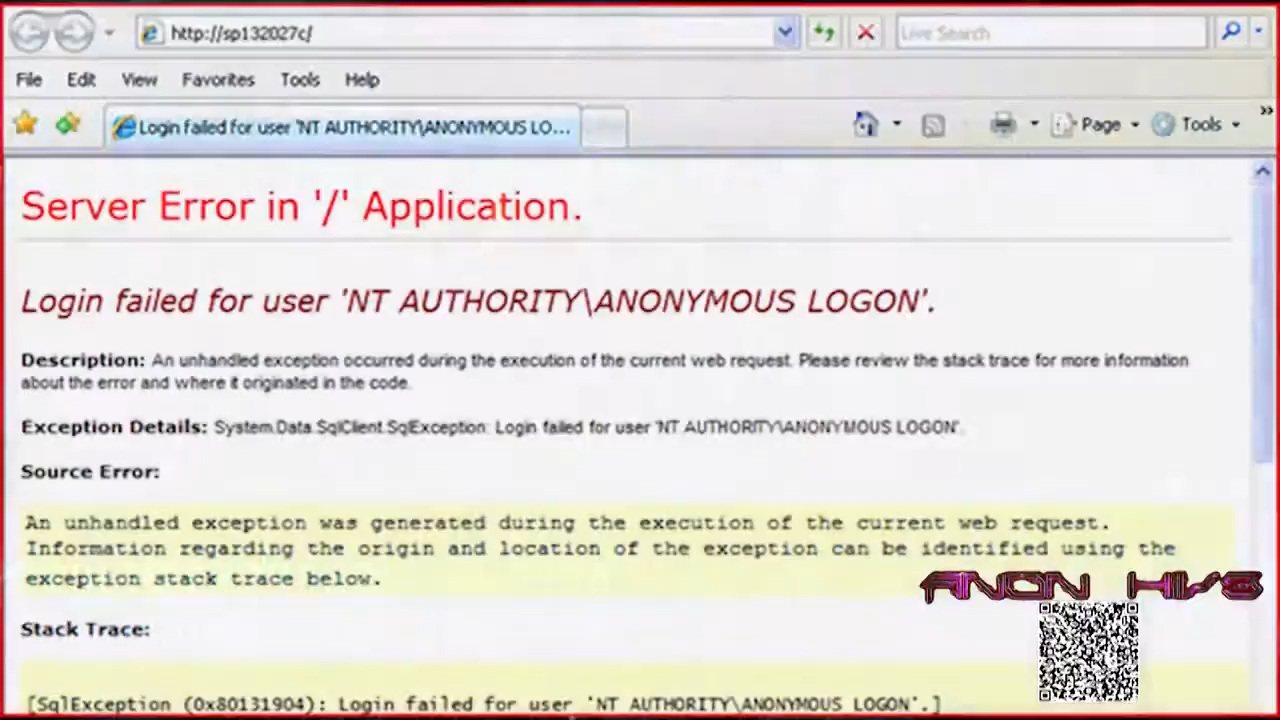 http://sp132027c/
Live Search
File Edit View Favorites Tools Help
Login failed for user 'NT AUTHORITY\ANONYMOUS LO...
Page Tools
Server Error in '/' Application.
Login failed for user 'NT AUTHORITY\ANONYMOUS LOGON'.
Description: An unhandled exception occurred during the execution of the current web request. Please review the stack trace for more information
about the error and where it originated in the code.
Exception Details: System.Data.SqlClient.SqlException: Login failed for user 'NT AUTHORITY\ANONYMOUS LOGON'.
Source Error:
An unhandled exception was generated during the execution of the current web request.
Information regarding the origin and location of the exception can be identified using the
exception stack trace below.
ANON HIVE
Stack Trace:
[SqlException (0x80131904): Login failed for user 'NT AUTHORITY\ANONYMOUS LOGON'.]